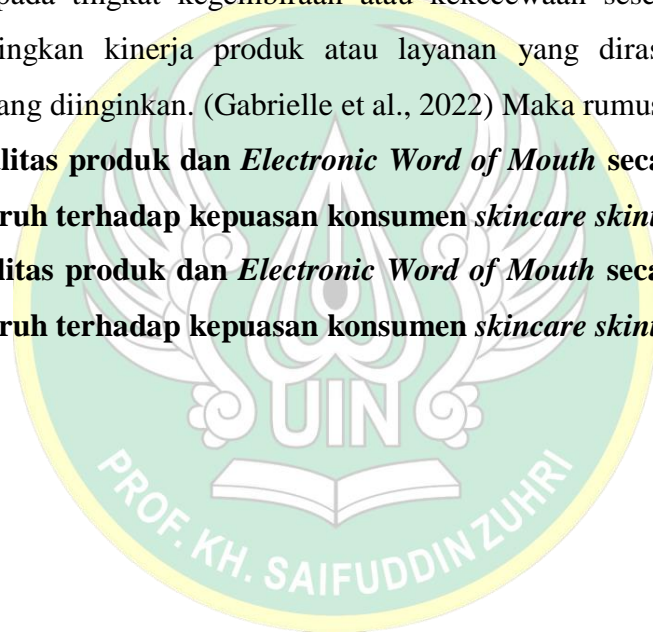 pada tingkat kegembiraan atau kekecewaan
ingkan kinerja produk atau layanan yang diras
ang diinginkan. (Gabrielle et al., 2022) Maka rumus
alitas produk dan Electronic Word of Mouth seca
ruh terhadap kepuasan konsumen skincare skint
litas produk dan Electronic Word of Mouth seca
ruh terhadap kepuasan konsumen skincare skint
UIN
PROF. KH. SAIFUDDIN ZUHRI